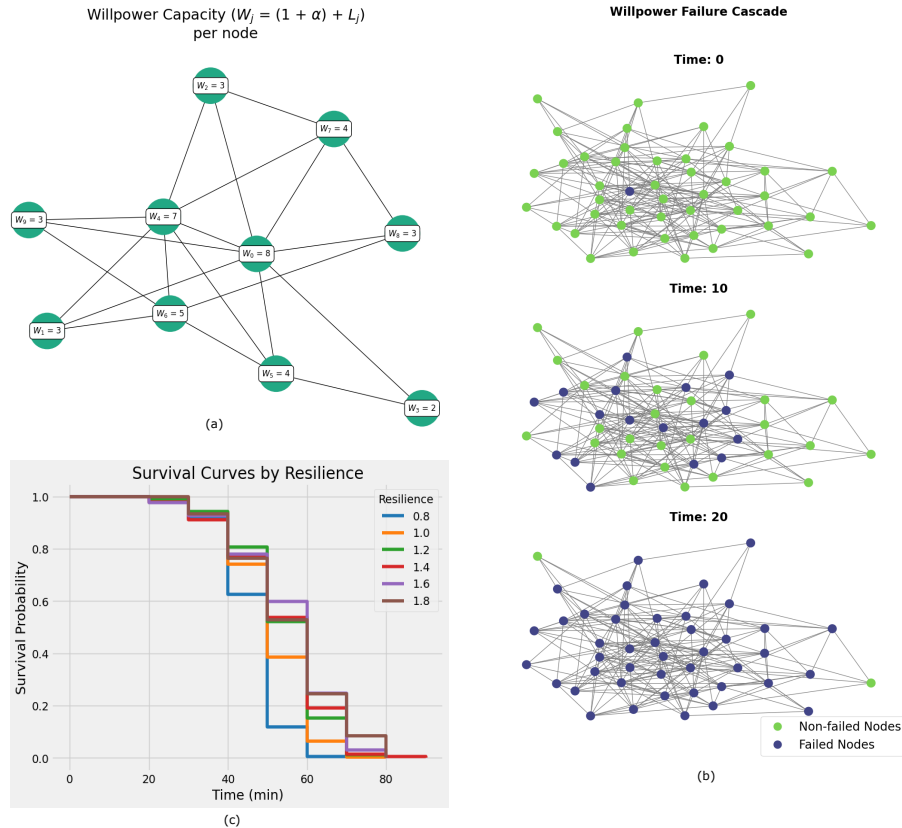 Willpower Capacity (Wⱼ = (1 + α) + Lⱼ)
per node
W₂ = 3
W₇ = 4
W₉ = 3
W₄ = 7
W₈ = 3
W₀ = 8
W₆ = 5
W₁ = 3
W₅ = 4
W₃ = 2
(a)
Willpower Failure Cascade
Time: 0
Time: 10
Time: 20
Non-failed Nodes
Failed Nodes
(b)
Survival Curves by Resilience
Resilience
0.8
1.0
1.2
1.4
1.6
1.8
Survival Probability
1.0
0.8
0.6
0.4
0.2
0.0
0 20 40 60 80
Time (min)
(c)